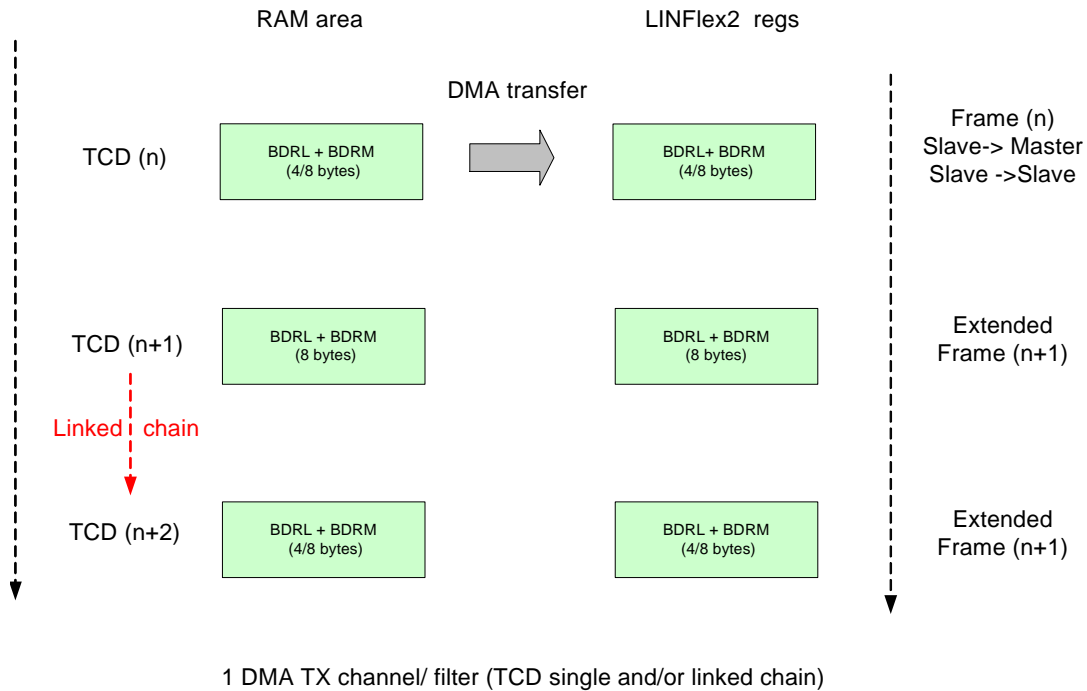 RAM area
LINFlex2 regs
DMA transfer
TCD (n)
BDRL + BDRM
(4/8 bytes)
BDRL+ BDRM
(4/8 bytes)
Frame (n)
Slave-> Master
Slave ->Slave
TCD (n+1)
BDRL + BDRM
(8 bytes)
BDRL + BDRM
(8 bytes)
Extended
Frame (n+1)
Linked chain
TCD (n+2)
BDRL + BDRM
(4/8 bytes)
BDRL + BDRM
(4/8 bytes)
Extended
Frame (n+1)
1 DMA TX channel/ filter (TCD single and/or linked chain)